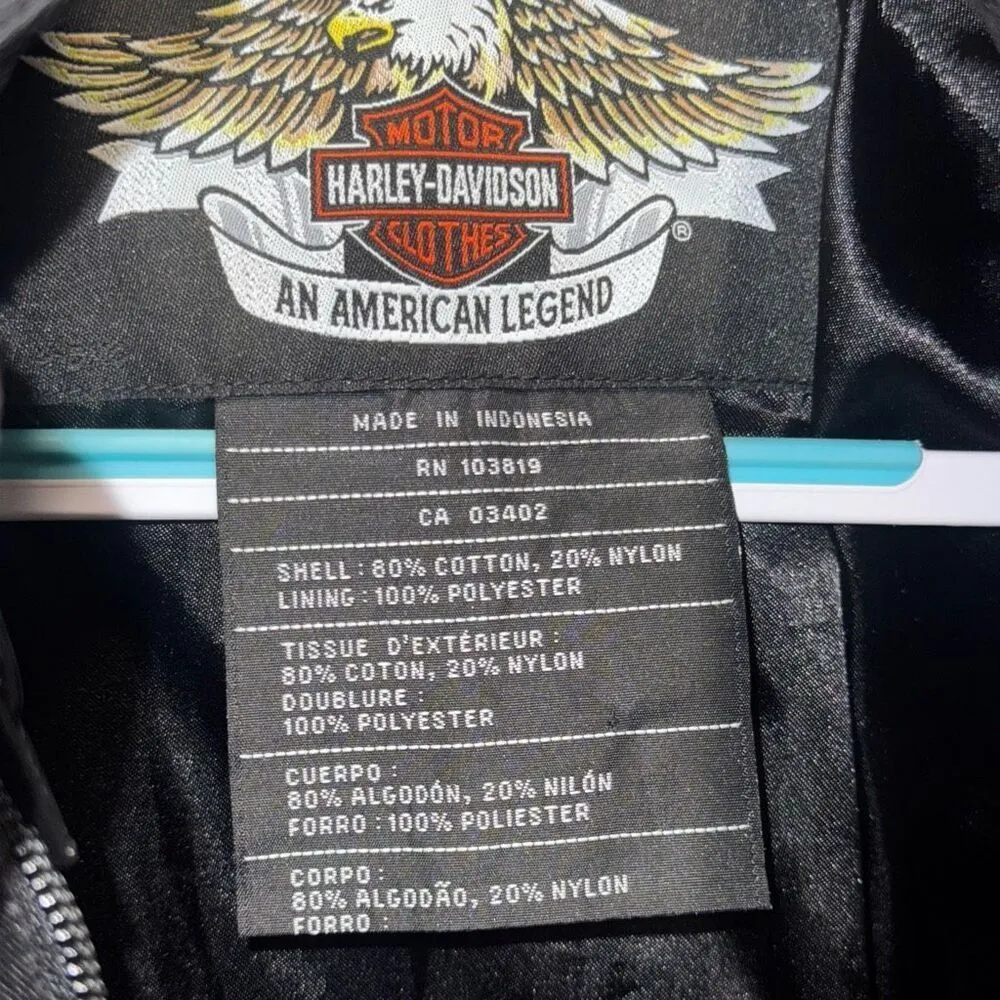 MOTOR
HARLEY-DAVIDSON
CLOTHES
®
AN AMERICAN LEGEND
MADE IN INDONESIA
RN 103819
CA 03402
SHELL : 80% COTTON, 20% NYLON
LINING : 100% POLYESTER
TISSUE D'EXTÉRIEUR :
80% COTON, 20% NYLON
DOUBLURE :
100% POLYESTER
CUERPO :
80% ALGODÓN, 20% NILÓN
FORRO : 100% POLIESTER
CORPO :
80% ALGODÃO, 20% NYLON
FORRO :